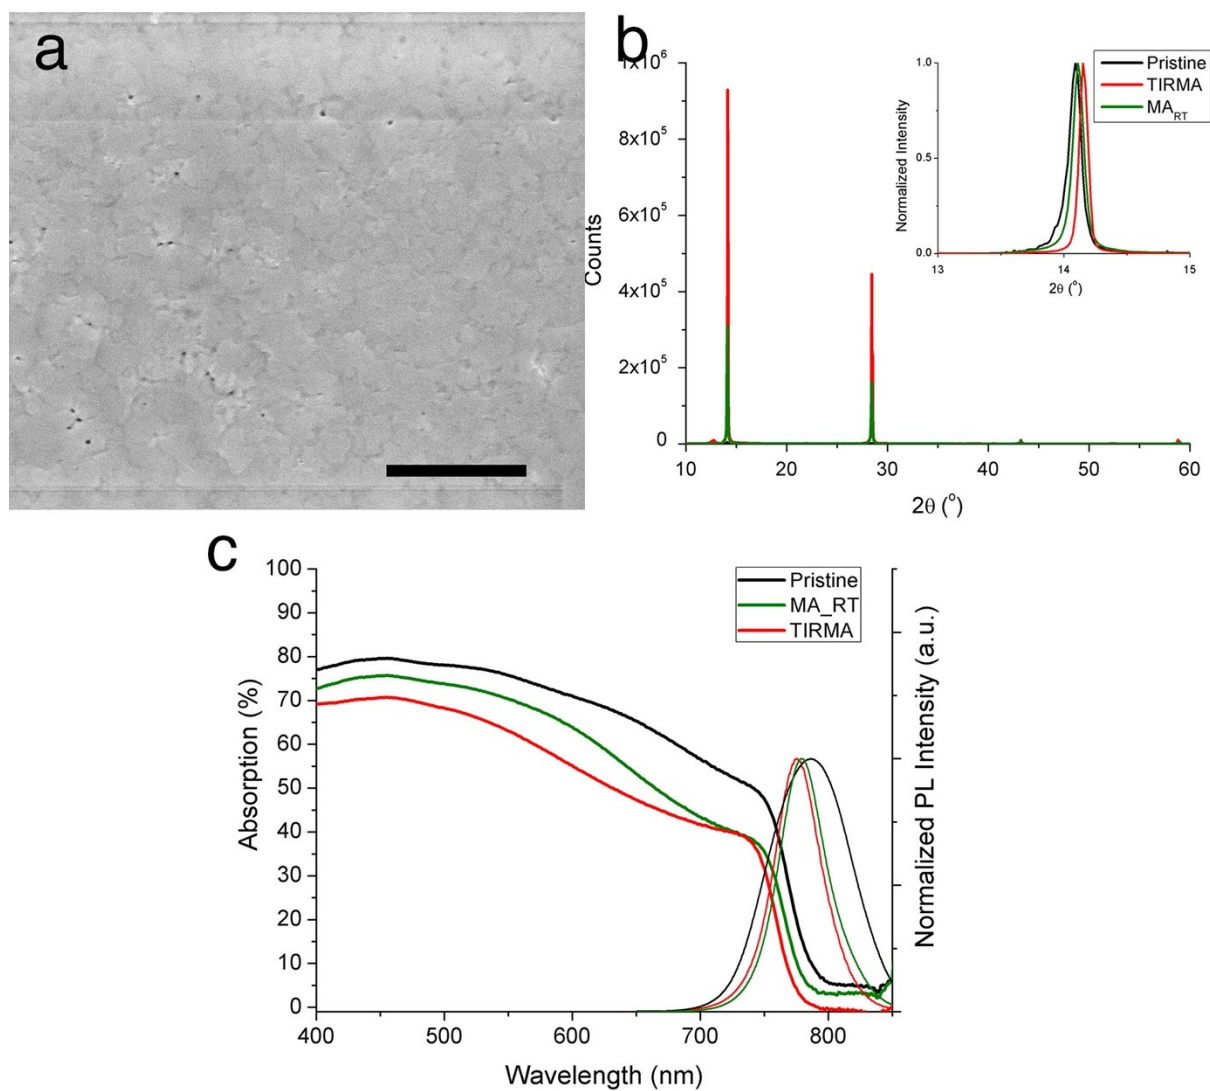 a
b
1x10⁶
8x10⁵
6x10⁵
4x10⁵
2x10⁵
0
Counts
10 20 30 40 50 60
2θ (°)
1.0
0.5
0.0
Normalized Intensity
13 14 15
2θ (°)
Pristine
TIRMA
MA_RT
c
100
90
80
70
60
50
40
30
20
10
0
Absorption (%)
400 500 600 700 800
Wavelength (nm)
Pristine
MA_RT
TIRMA
Normalized PL Intensity (a.u.)